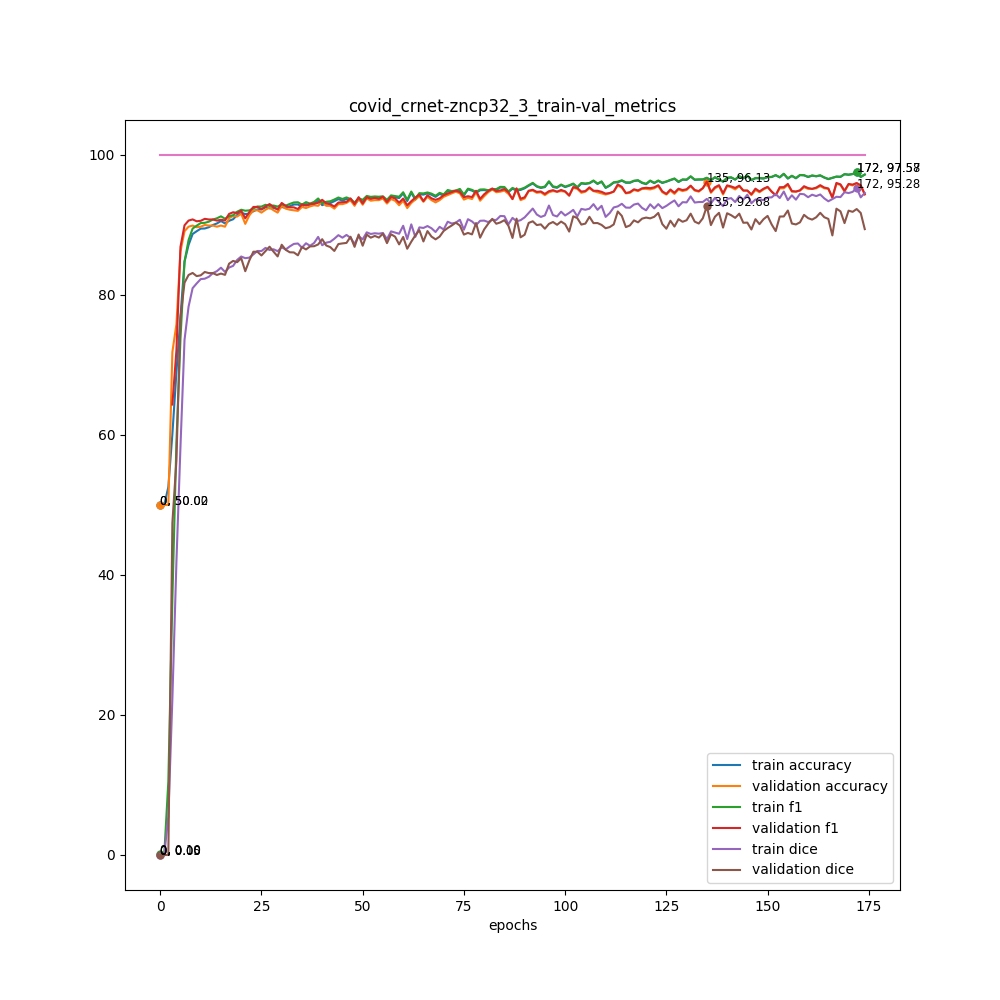 covid_crnet-zncp32_3_train-val_metrics
100
80
60
40
20
0
172, 95.28
135, 96.13
135, 92.68
0 25 50 75 100 125 150 175
epochs
train accuracy
validation accuracy
train f1
validation f1
train dice
validation dice